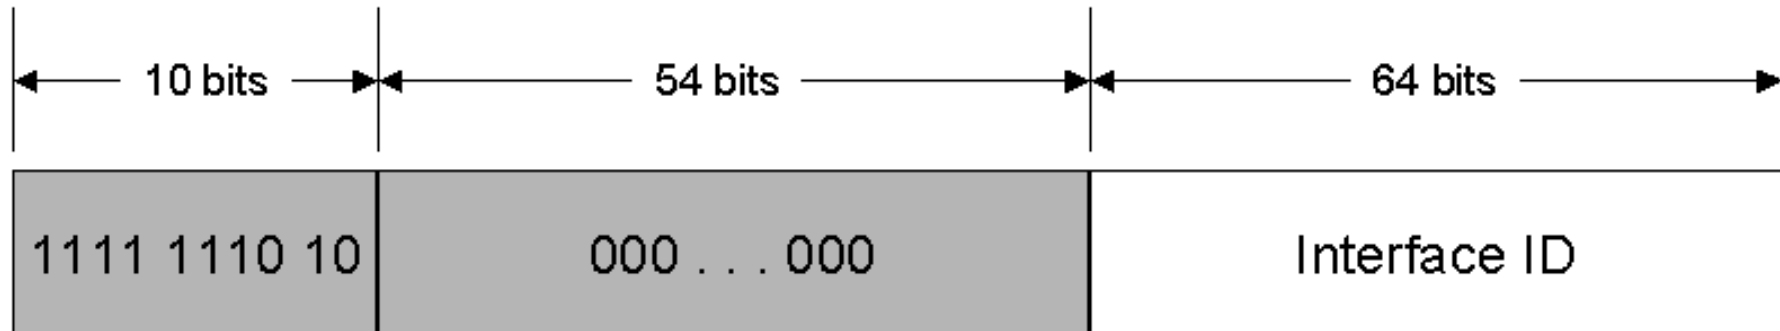 10 bits 54 bits 64 bits
1111 1110 10 000 . . . 000 Interface ID